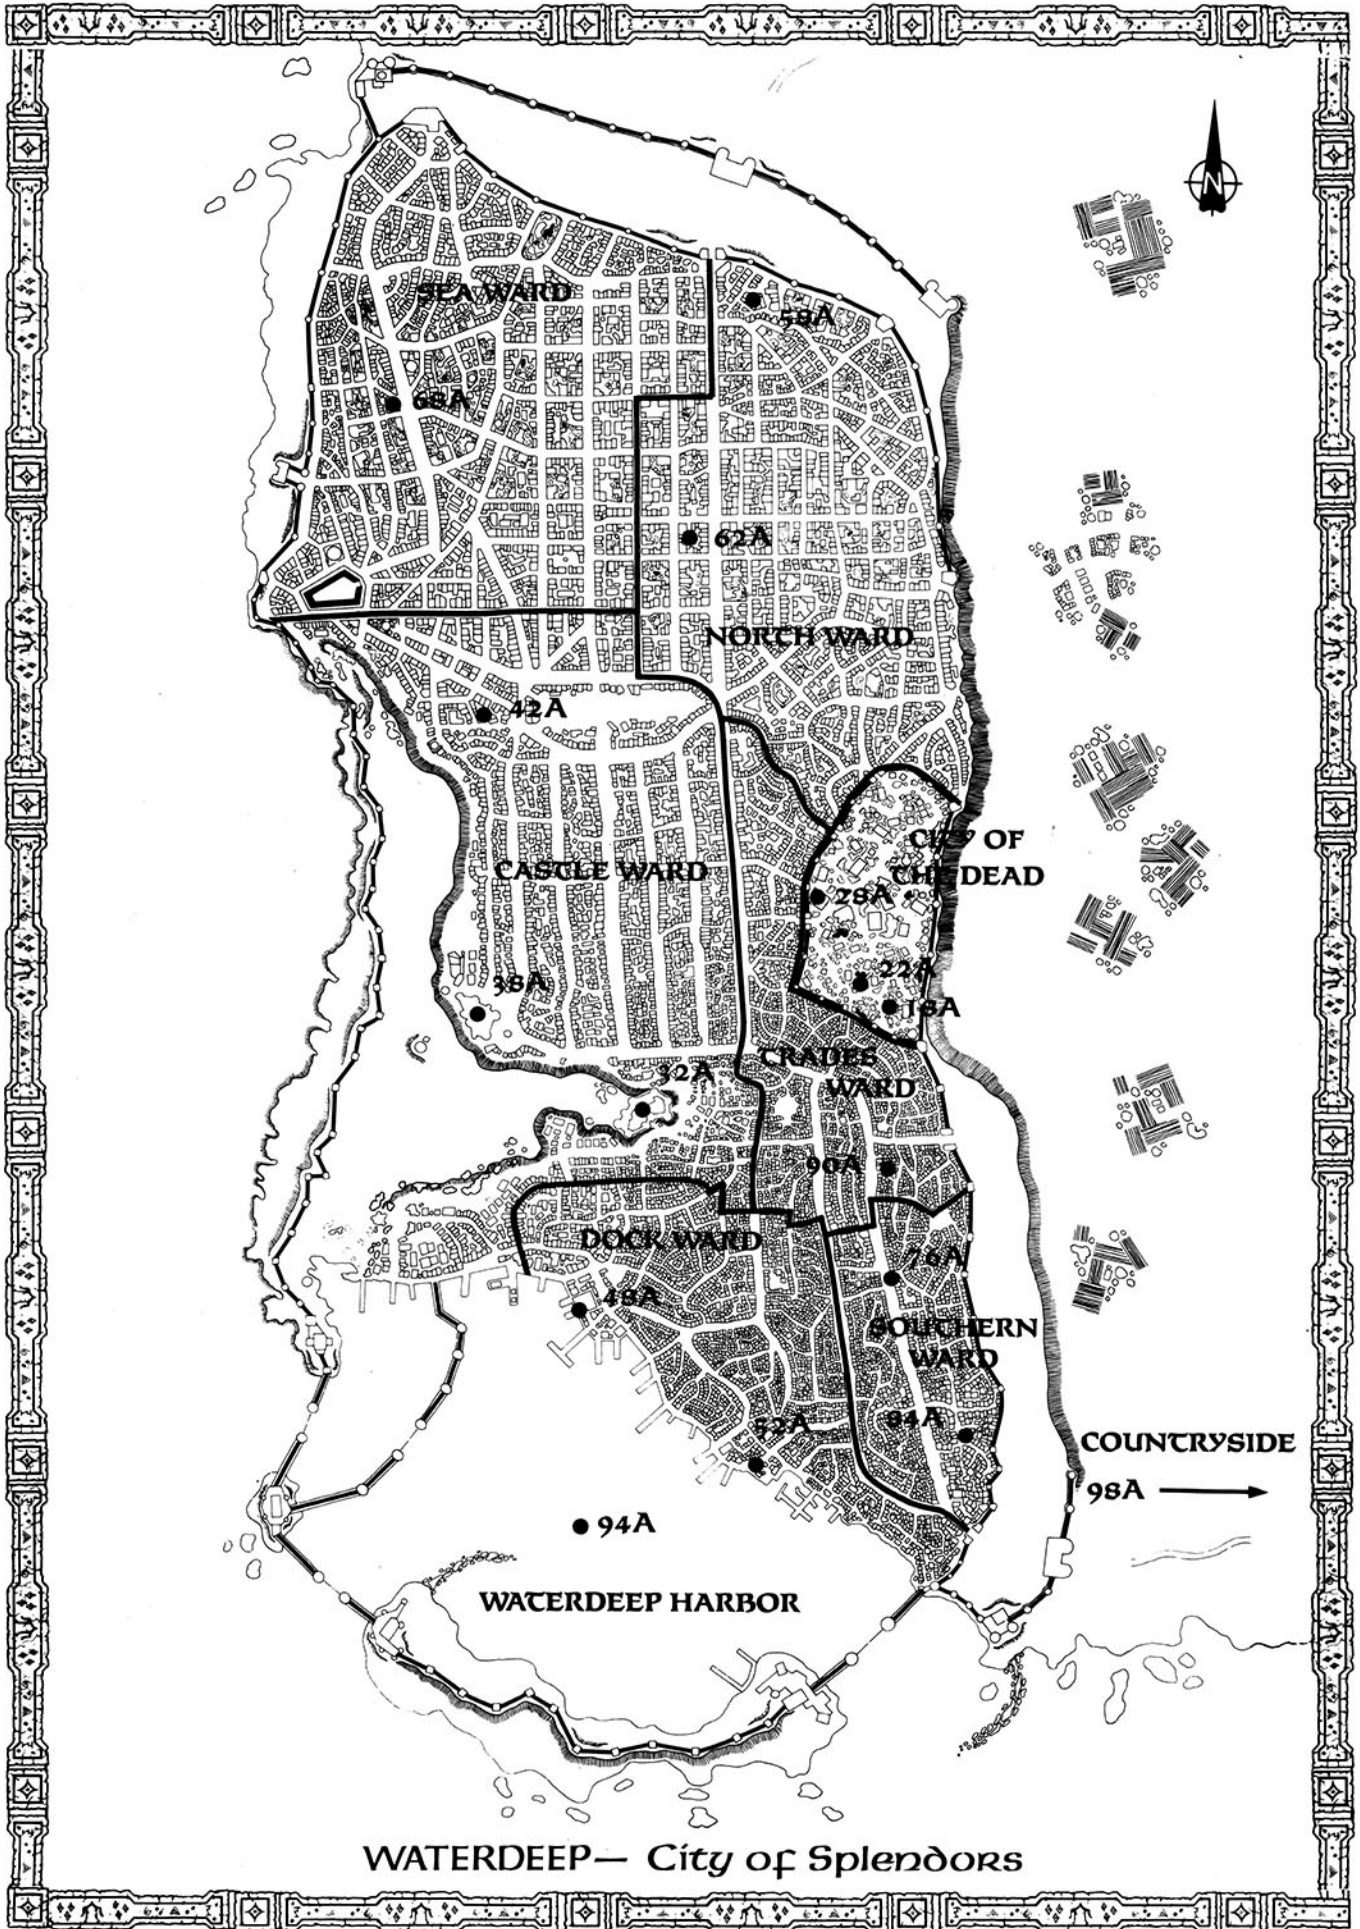 N
SEA WARD
58A
68A
62A
NORTH WARD
42A
CITY OF
THE DEAD
CASTLE WARD
28A
22A
38A
18A
TRADES
WARD
32A
90A
DOCK WARD
76A
48A
SOUTHERN
WARD
52A
84A
COUNTRYSIDE
98A
94A
WATERDEEP HARBOR
WATERDEEP— City of Splendors